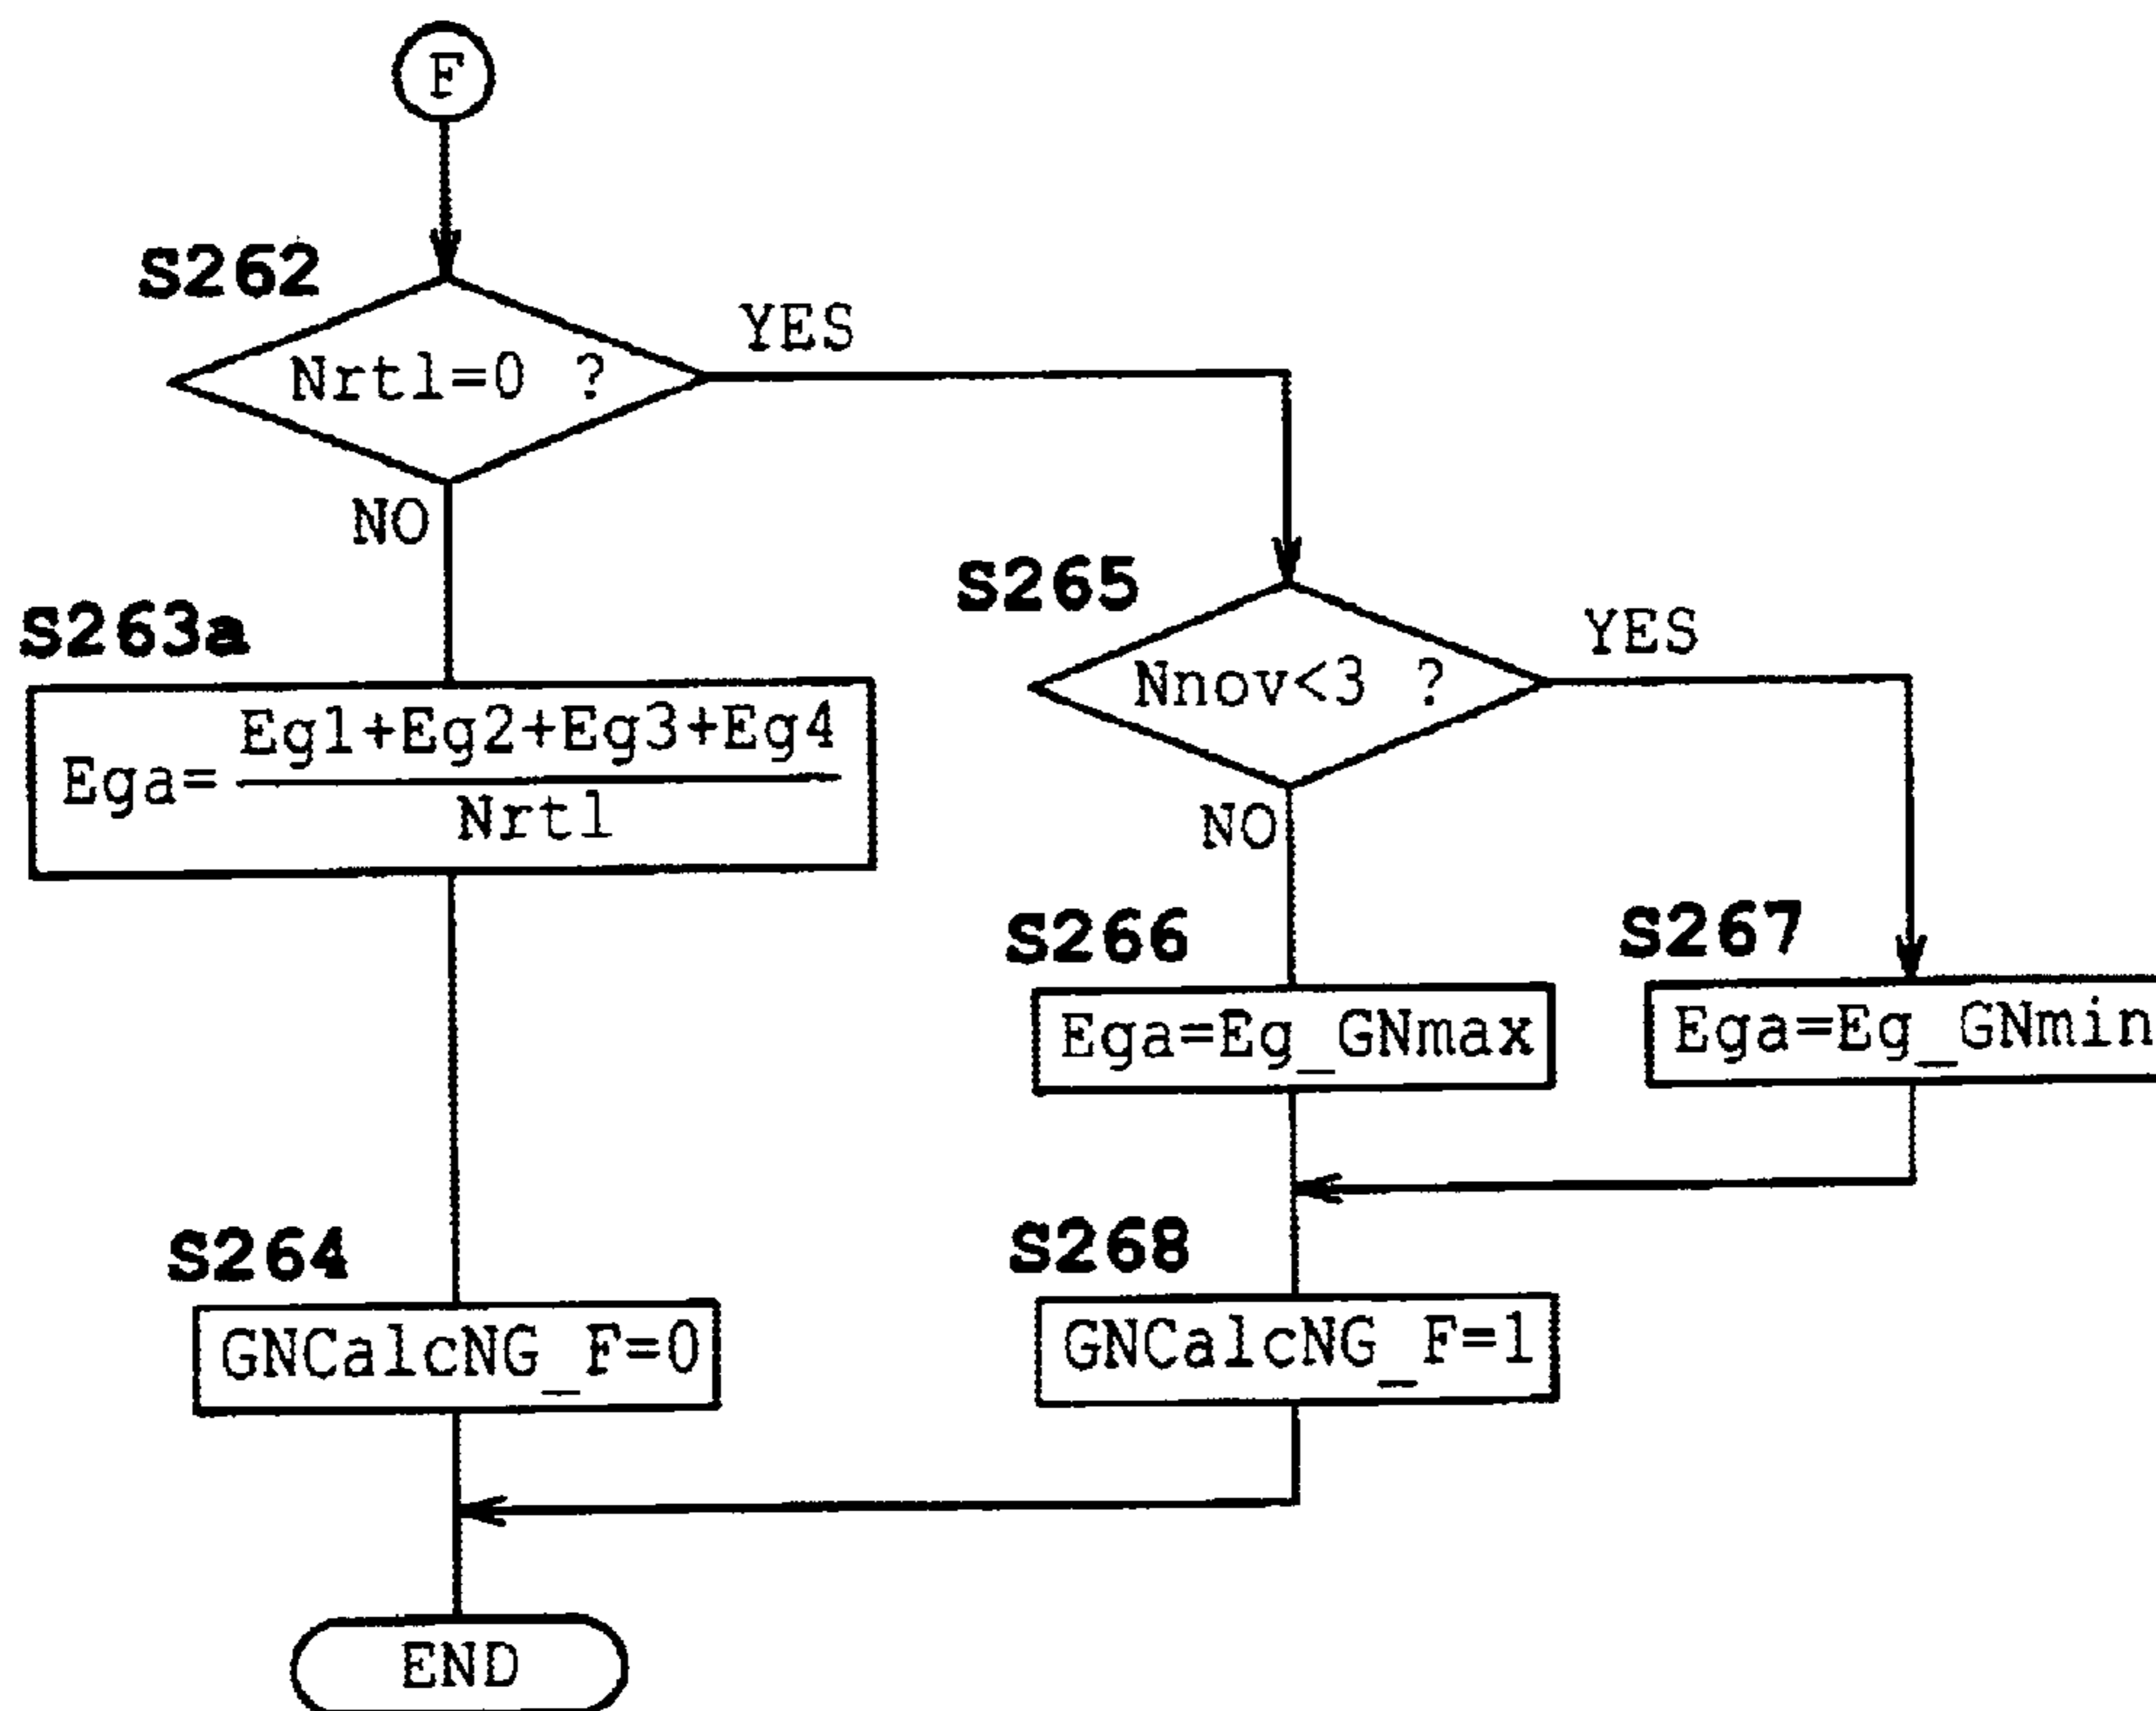 F
S262
YES
Nrtl=0 ?
NO
S265
YES
S263a
Nnov<3 ?
Eg1+Eg2+Eg3+Eg4
Ega=
Nrtl
NO
S266
S267
Ega=Eg_GNmax
Ega=Eg_GNmin
S264
S268
GNCalcNG_F=0
GNCalcNG_F=1
END